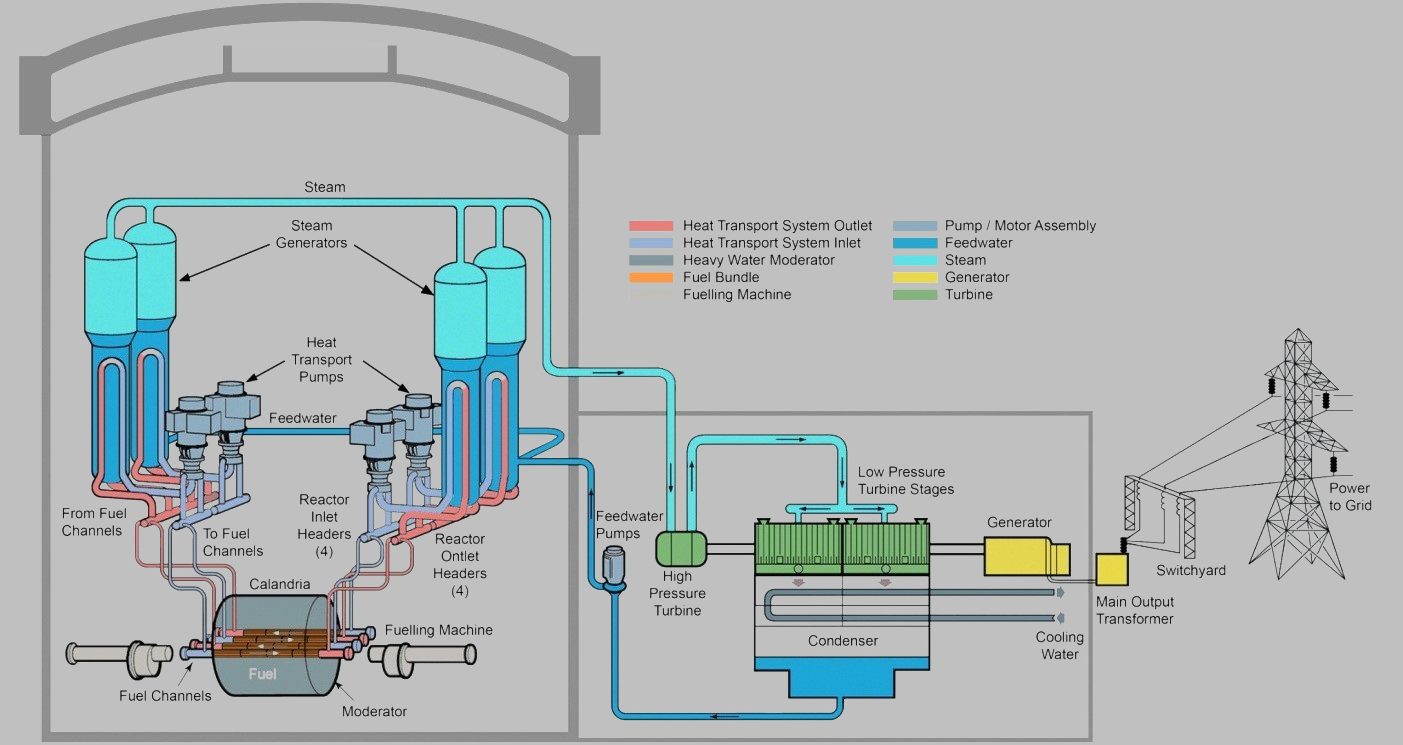 Steam
Steam
Generators
Heat Transport System Outlet
Heat Transport System Inlet
Heavy Water Moderator
Fuel Bundle
Fuelling Machine
Pump / Motor Assembly
Feedwater
Steam
Generator
Turbine
Heat
Transport
Pumps
Feedwater
From Fuel
Channels
To Fuel
Channels
Reactor
Inlet
Headers
(4)
Reactor
Ontlet
Headers
(4)
Feedwater
Pumps
Low Pressure
Turbine Stages
High
Pressure
Turbine
Generator
Power
to Grid
Switchyard
Main Output
Transformer
Calandria
Fuelling Machine
Fuel
Fuel Channels
Moderator
Condenser
Cooling
Water